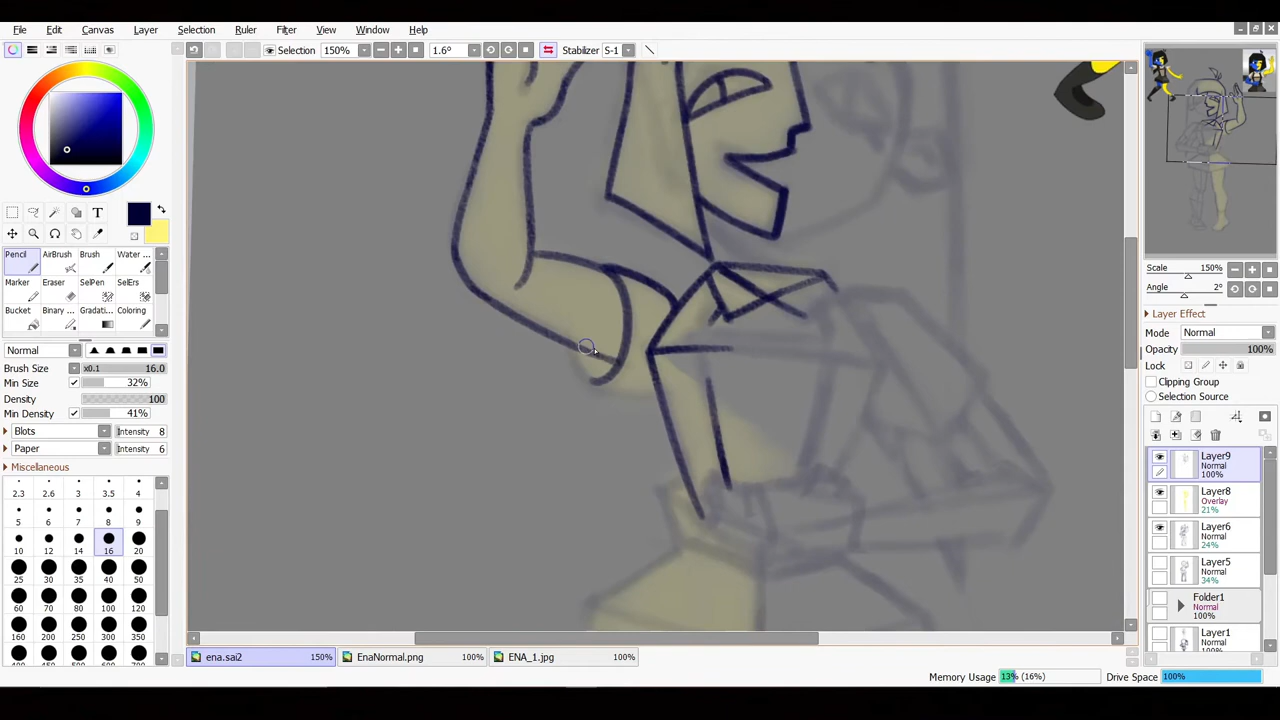 File Edit Canvas Layer Selection Ruler Filter View Window Help
Selection 150% 1.6° Stabilizer S-1
Pencil AirBrush Brush Water ...
Marker Eraser SelPen SelErs
Bucket Binary ... Gradati... Coloring
Normal
Brush Size x0.1 16.0
Min Size 32%
Density 100
Min Density 41%
Blots Intensity 8
Paper Intensity 6
Miscellaneous
2.3 2.6 3 3.5 4
5 6 7 8 9
10 12 14 16 20
25 30 35 40 50
60 70 80 100 120
160 200 250 300 350
Scale 150%
Angle 2°
Layer Effect
Mode Normal
Opacity 100%
Lock
Clipping Group
Selection Source
Layer9
Normal
100%
Layer8
Overlay
21%
Layer6
Normal
24%
Layer5
Normal
34%
Folder1
Normal
100%
Layer1
Normal
ena.sai2 150% EnaNormal.png 100% ENA_1.jpg 100%
Memory Usage 13% (16%) Drive Space 100%